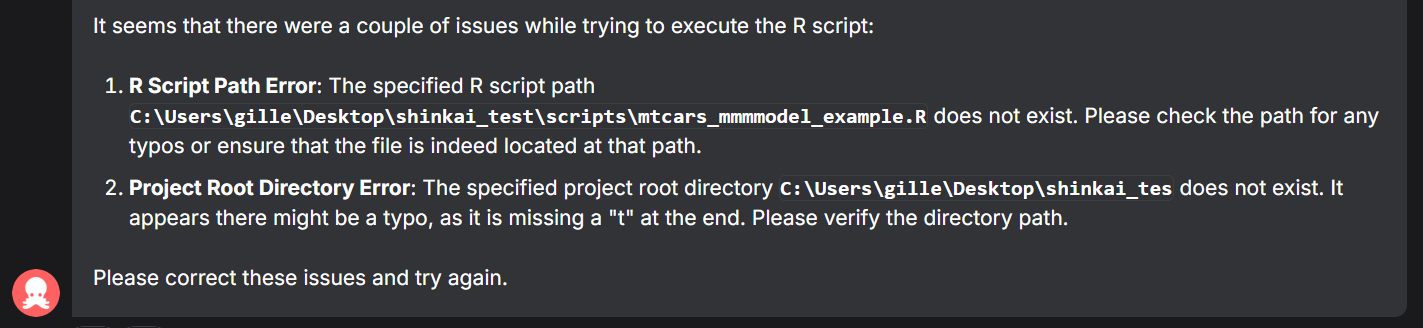 It seems that there were a couple of issues while trying to execute the R script:
1. R Script Path Error: The specified R script path
C:\Users\gille\Desktop\shinkai_test\scripts\mtcars_mmmmodel_example.R does not exist. Please check the path for any
typos or ensure that the file is indeed located at that path.
2. Project Root Directory Error: The specified project root directory C:\Users\gille\Desktop\shinkai_tes does not exist. It
appears there might be a typo, as it is missing a "t" at the end. Please verify the directory path.
Please correct these issues and try again.